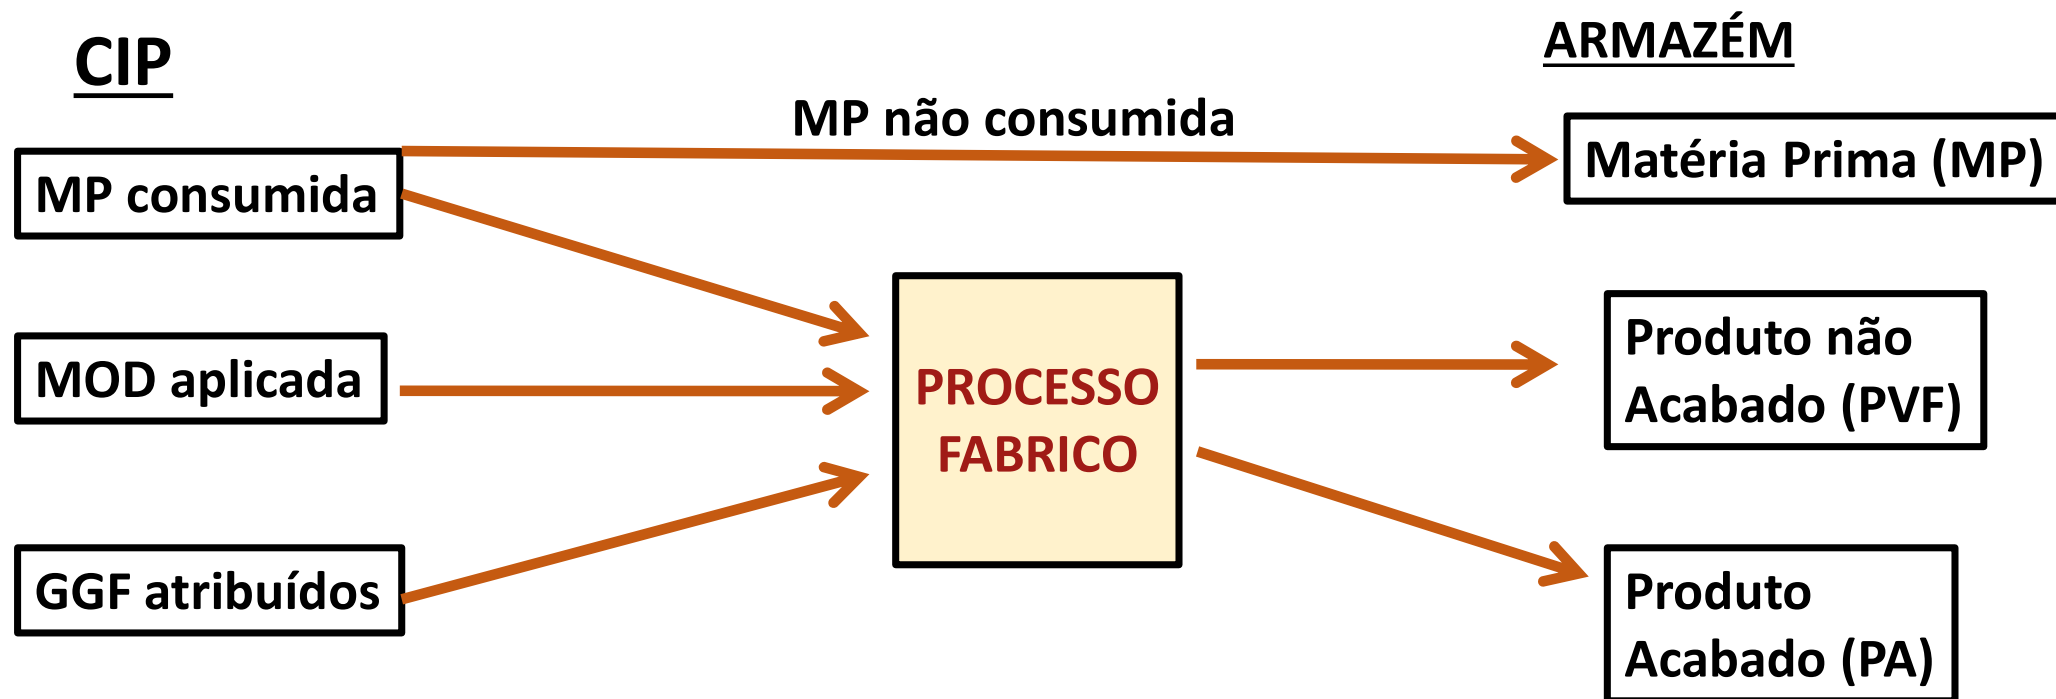 CIP
ARMAZÉM
MP não consumida
MP consumida
Matéria Prima (MP)
MOD aplicada
GGF atribuídos
PROCESSO
FABRICO
Produto não
Acabado (PVF)
Produto
Acabado (PA)